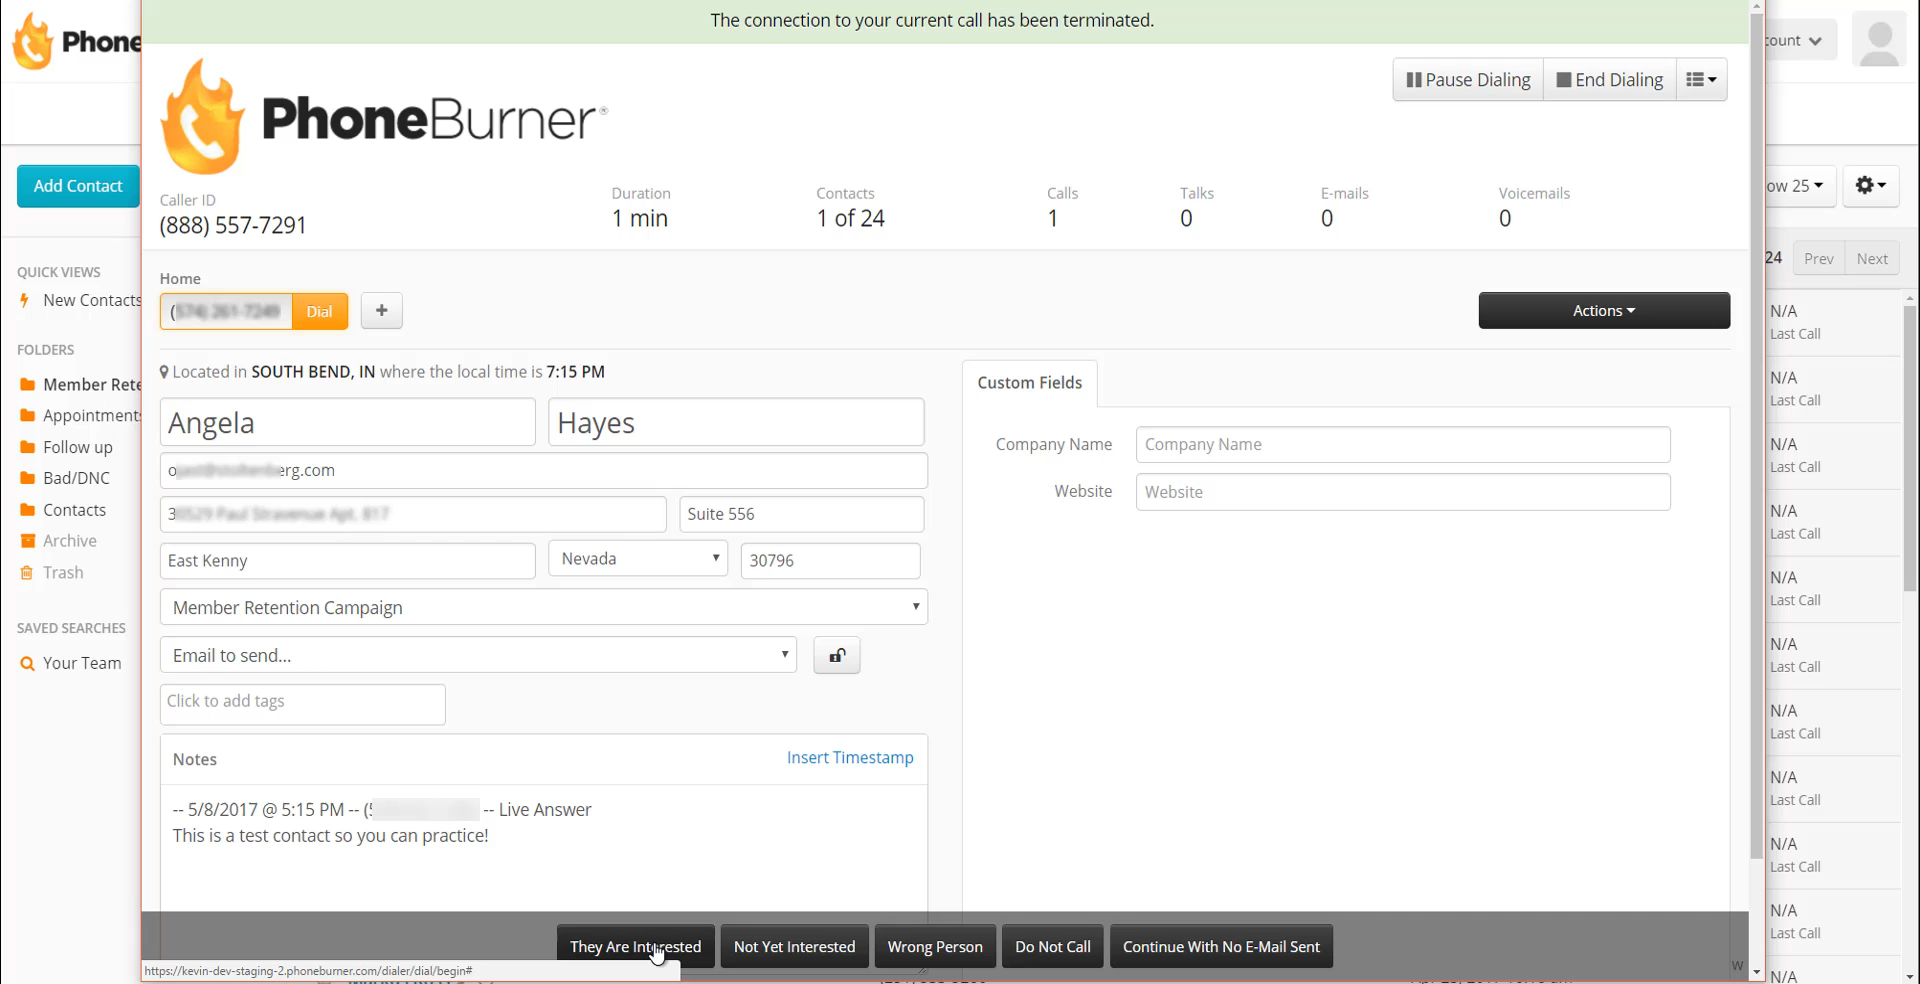 The connection to your current call has been terminated.
Phone
count
PhoneBurner®
Pause Dialing
End Dialing
Caller ID
(888) 557-7291
Duration
1 min
Contacts
1 of 24
Calls
1
Talks
0
E-mails
0
Voicemails
0
Add Contact
ow 25
24
Prev
Next
Home
(574) 261-7249
Dial
+
Actions
QUICK VIEWS
New Contacts
FOLDERS
Member Rete
Appointments
Follow up
Bad/DNC
Contacts
Archive
Trash
SAVED SEARCHES
Your Team
Located in SOUTH BEND, IN where the local time is 7:15 PM
Angela
Hayes
erg.com
Suite 556
East Kenny
Nevada
30796
Member Retention Campaign
Email to send...
Click to add tags
Notes
Insert Timestamp
-- 5/8/2017 @ 5:15 PM -- (5 -- Live Answer
This is a test contact so you can practice!
Custom Fields
Company Name
Company Name
Website
Website
N/A
Last Call
N/A
Last Call
N/A
Last Call
N/A
Last Call
N/A
Last Call
N/A
Last Call
N/A
Last Call
N/A
Last Call
N/A
Last Call
N/A
Last Call
N/A
They Are Interested
Not Yet Interested
Wrong Person
Do Not Call
Continue With No E-Mail Sent
W
https://kevin-dev-staging-2.phoneburner.com/dialer/dial/begin#